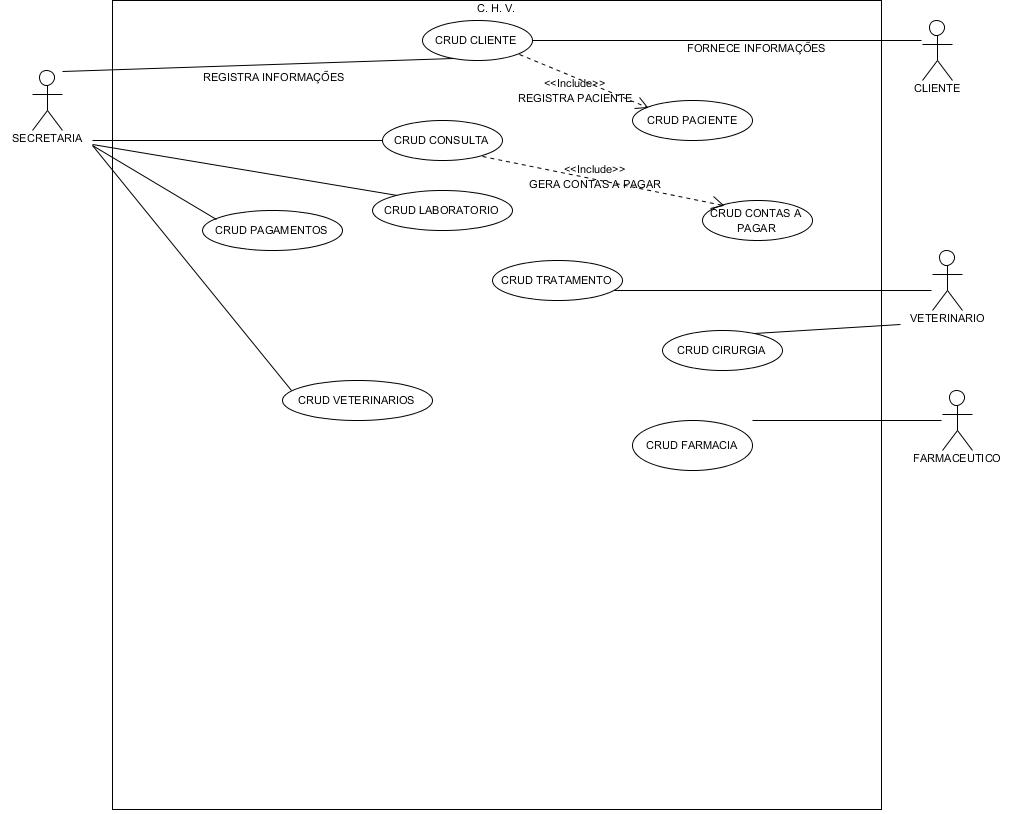 C. H. V.
CRUD CLIENTE
FORNECE INFORMAÇÕES
CLIENTE
REGISTRA INFORMAÇÕES
SECRETARIA
<<Include>>
REGISTRA PACIENTE
CRUD PACIENTE
CRUD CONSULTA
<<Include>>
GERA CONTAS A PAGAR
CRUD LABORATORIO
CRUD CONTAS A
PAGAR
CRUD PAGAMENTOS
CRUD TRATAMENTO
VETERINARIO
CRUD CIRURGIA
CRUD VETERINARIOS
CRUD FARMACIA
FARMACEUTICO